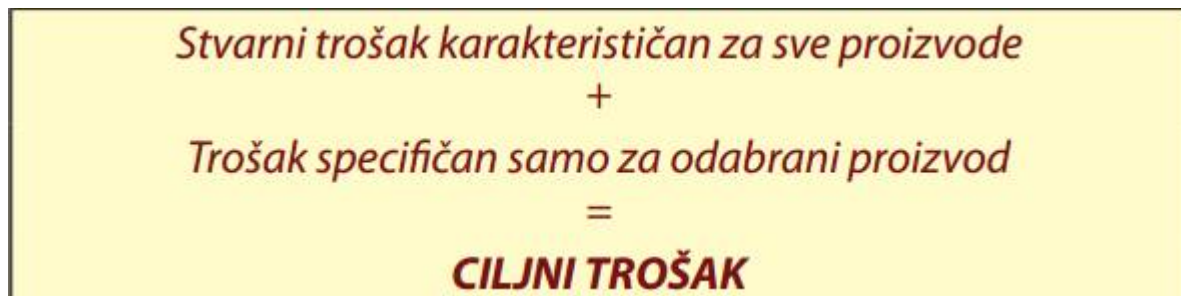 Stvarni trošak karakterističan za sve proizvode
+
Trošak specifičan samo za odabrani proizvod
=
CILJNI TROŠAK